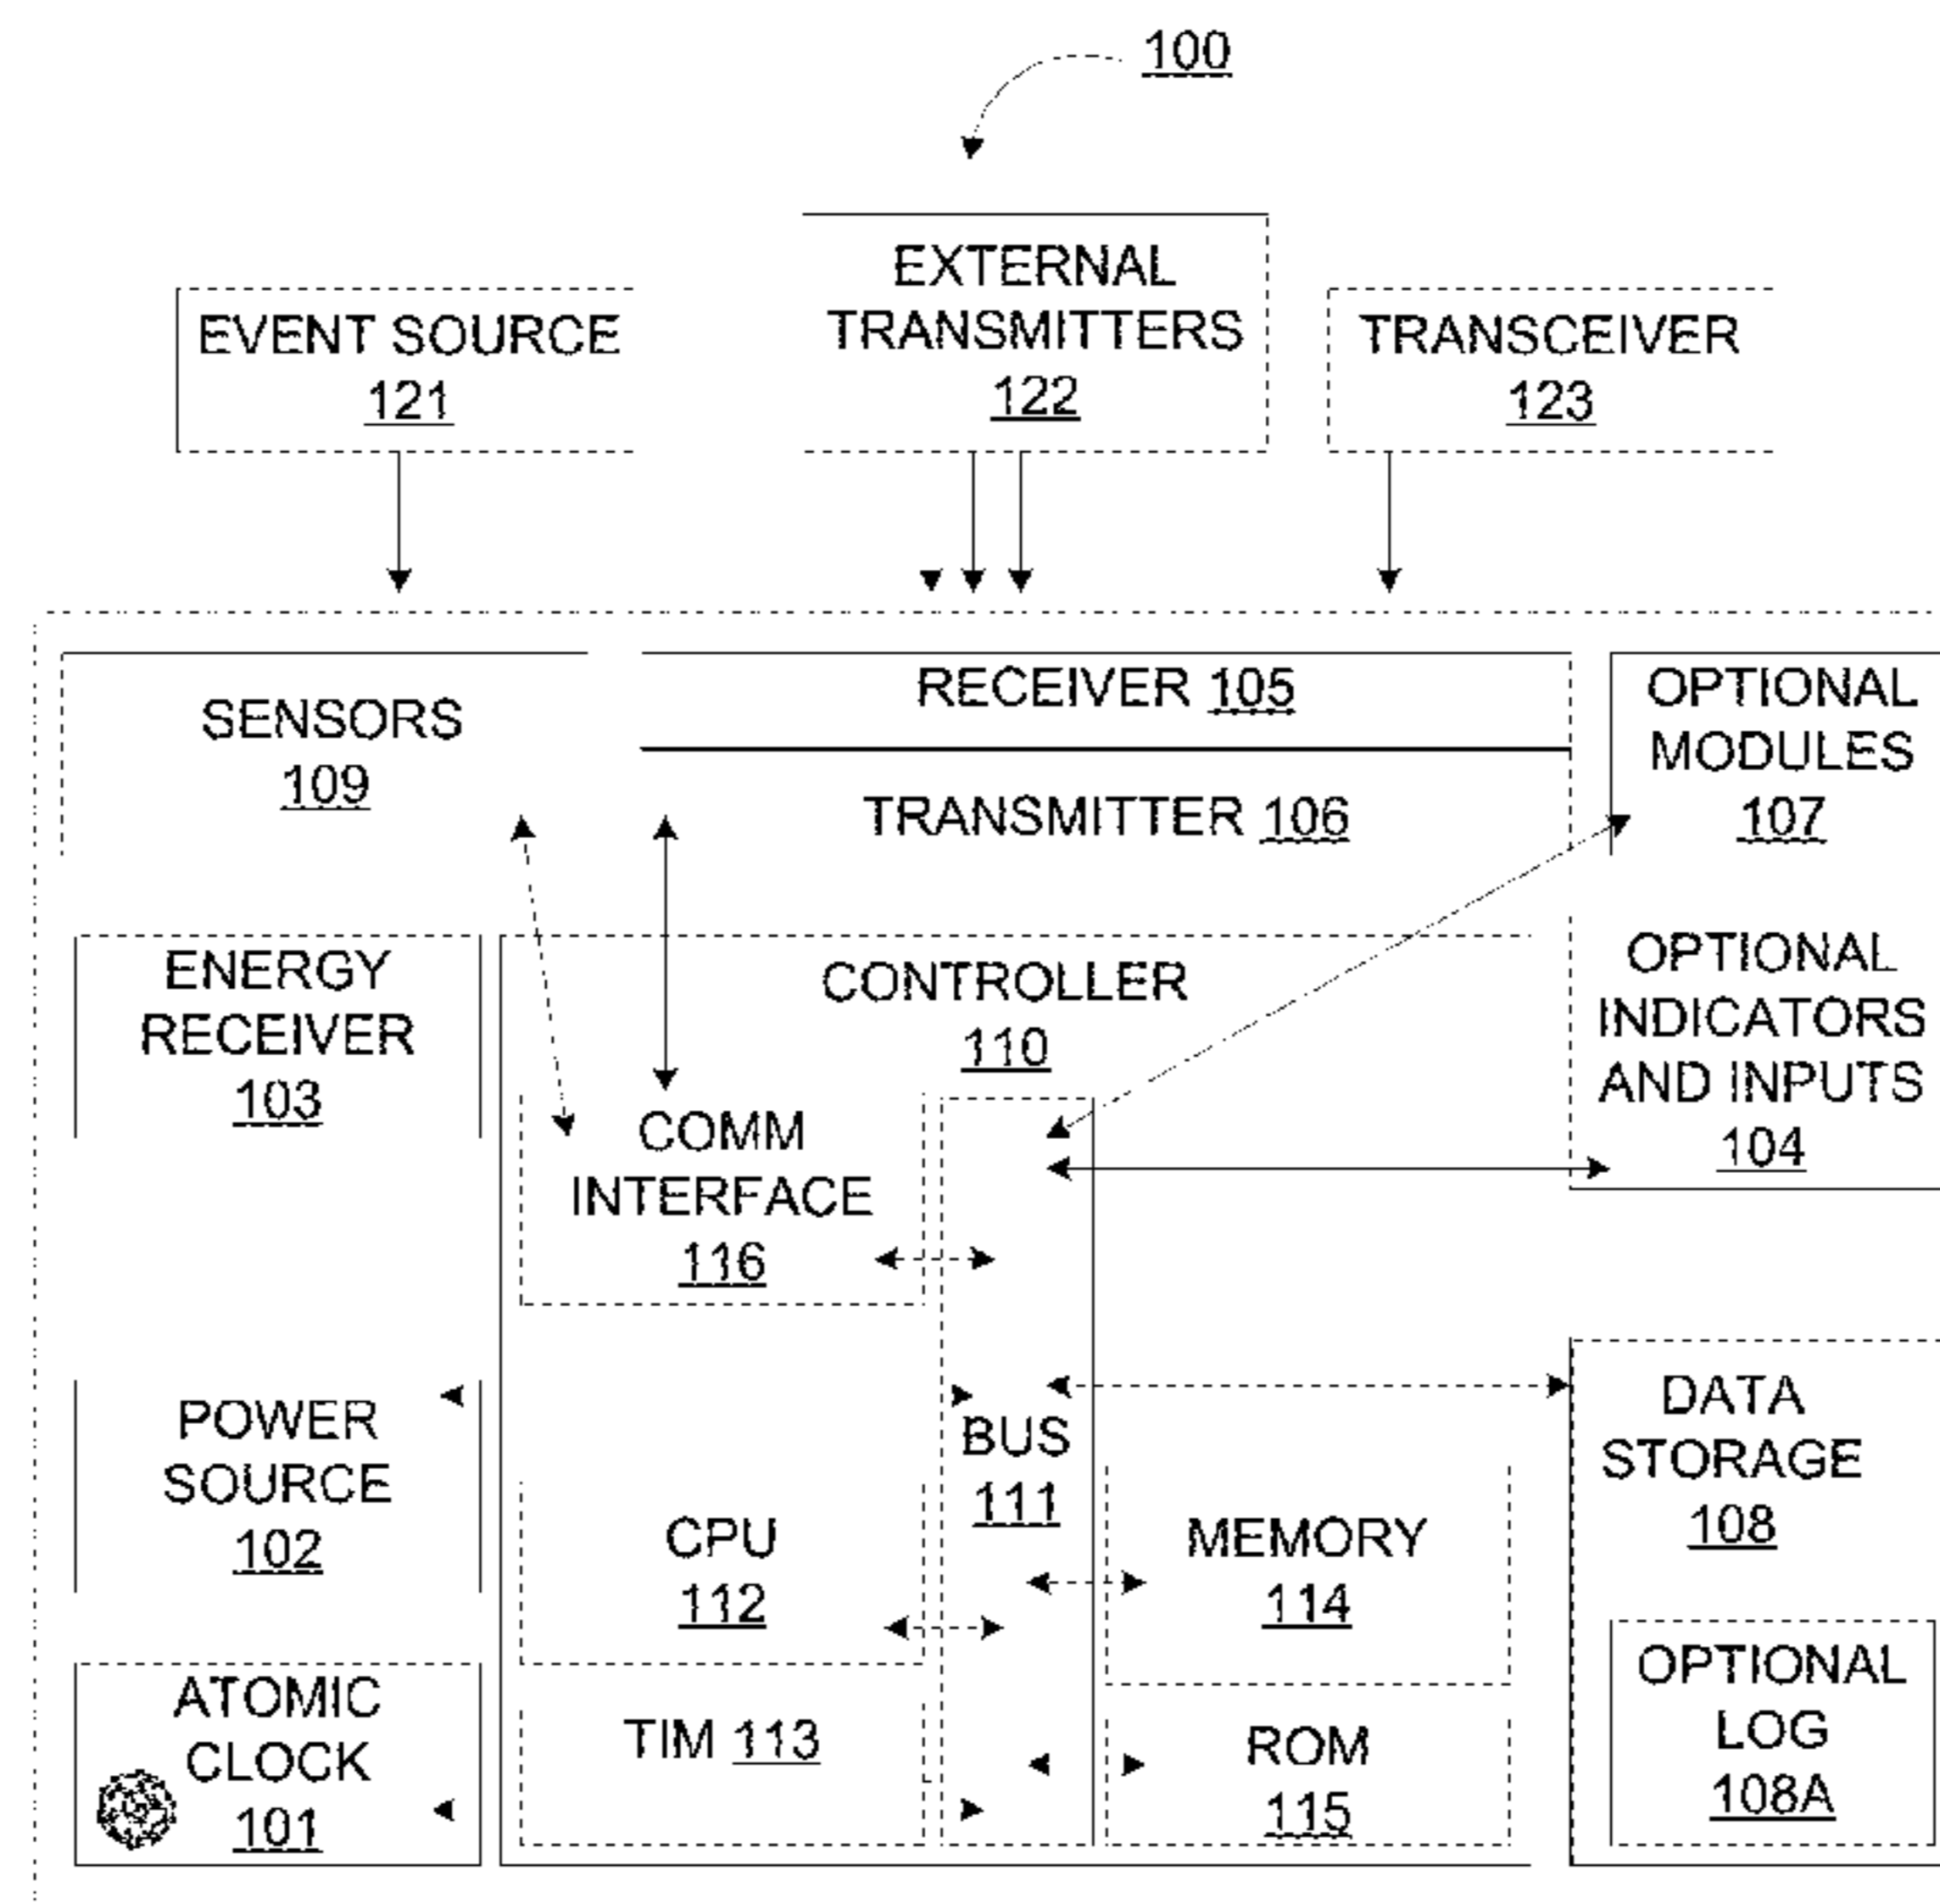 100
EVENT SOURCE
121
EXTERNAL
TRANSMITTERS
122
TRANSCEIVER
123
SENSORS
109
RECEIVER 105
TRANSMITTER 106
OPTIONAL
MODULES
107
ENERGY
RECEIVER
103
CONTROLLER
110
OPTIONAL
INDICATORS
AND INPUTS
104
COMM
INTERFACE
116
POWER
SOURCE
102
BUS
111
DATA
STORAGE
108
CPU
112
MEMORY
114
ATOMIC
CLOCK
101
TIM 113
ROM
115
OPTIONAL
LOG
108A